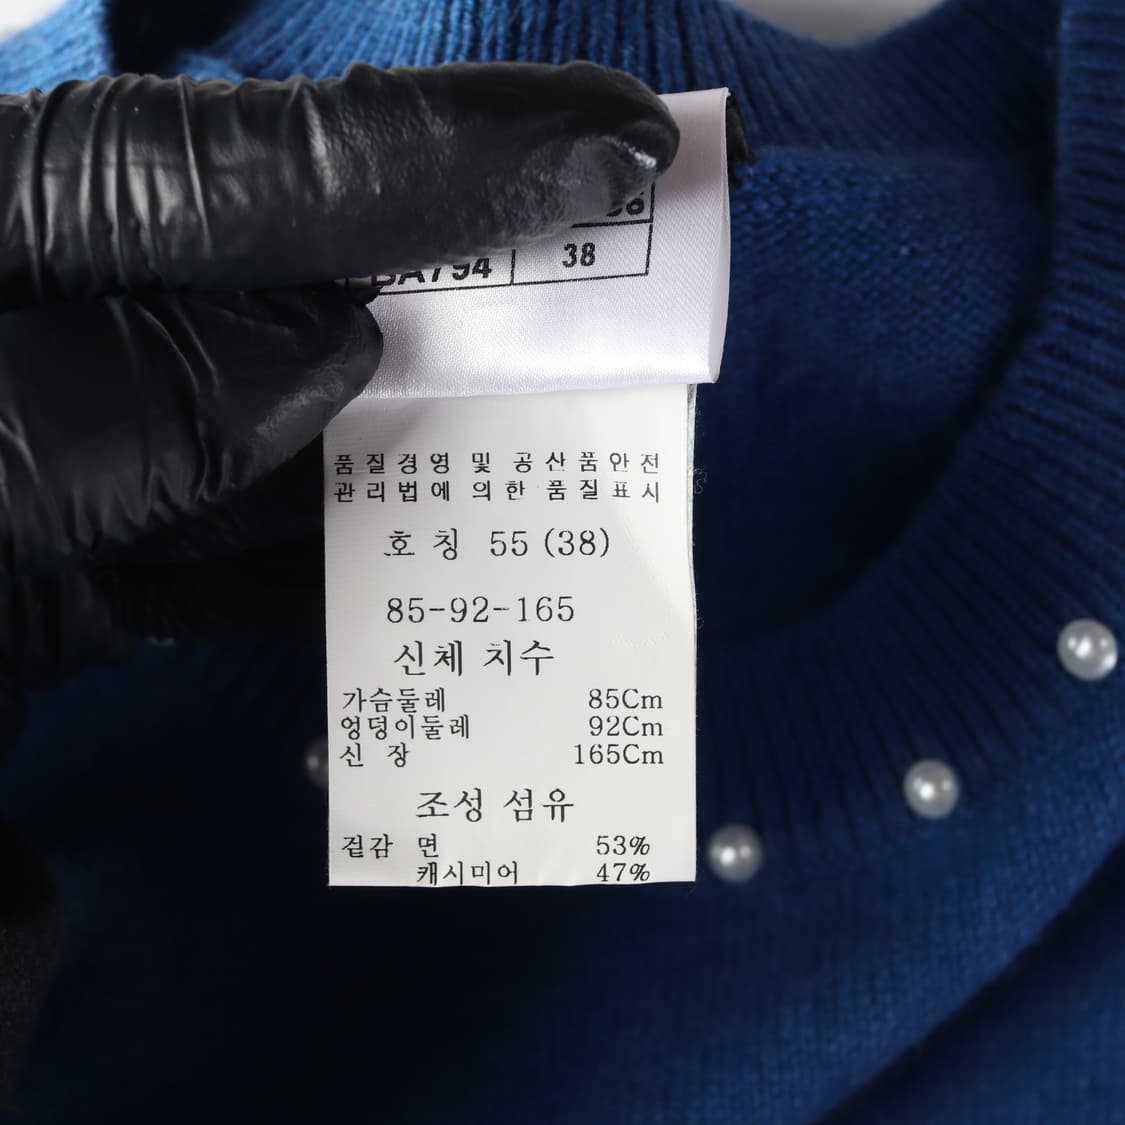 38
품질경영 및 공산품안전
관리법에 의한 품질표시
호칭 55 (38)
85-92-165
신체 치수
가슴둘레 85Cm
엉덩이둘레 92Cm
신 장 165Cm
조성 섬유
겉감 면 53%
캐시미어 47%